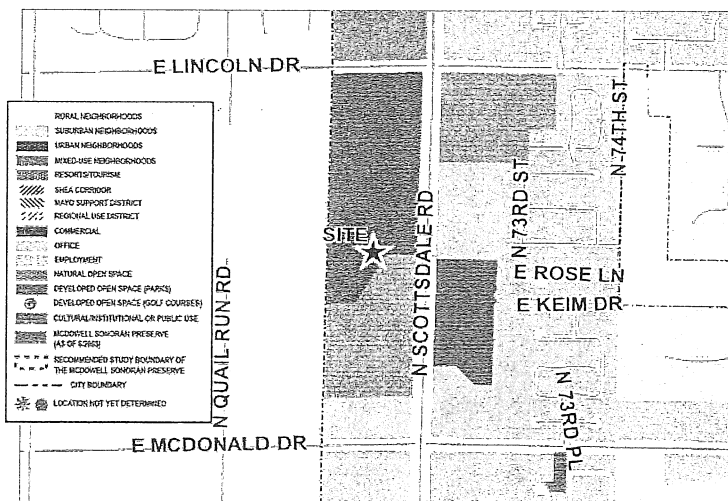 E LINCOLN DR
RURAL NEIGHBORHOODS
SUBURBAN NEIGHBORHOODS
URBAN NEIGHBORHOODS
MIXED-USE NEIGHBORHOODS
RESORTS/TOURISM
SHEA CORRIDOR
MAYO SUPPORT DISTRICT
REGIONAL USE DISTRICT
COMMERCIAL
OFFICE
EMPLOYMENT
NATURAL OPEN SPACE
DEVELOPED OPEN SPACE (PARKS)
DEVELOPED OPEN SPACE (GOLF COURSES)
CULTURAL/INSTITUTIONAL OR PUBLIC USE
MCDOWELL SONORAN PRESERVE
(AS OF 8/2003)
RECOMMENDED STUDY BOUNDARY OF
THE MCDOWELL SONORAN PRESERVE
CITY BOUNDARY
LOCATION NOT YET DETERMINED
N QUAIL RUN RD
SITE
N SCOTTSDALE RD
N 73RD ST
N 74TH ST
E ROSE LN
E KEIM DR
N 73RD PL
E MCDONALD DR